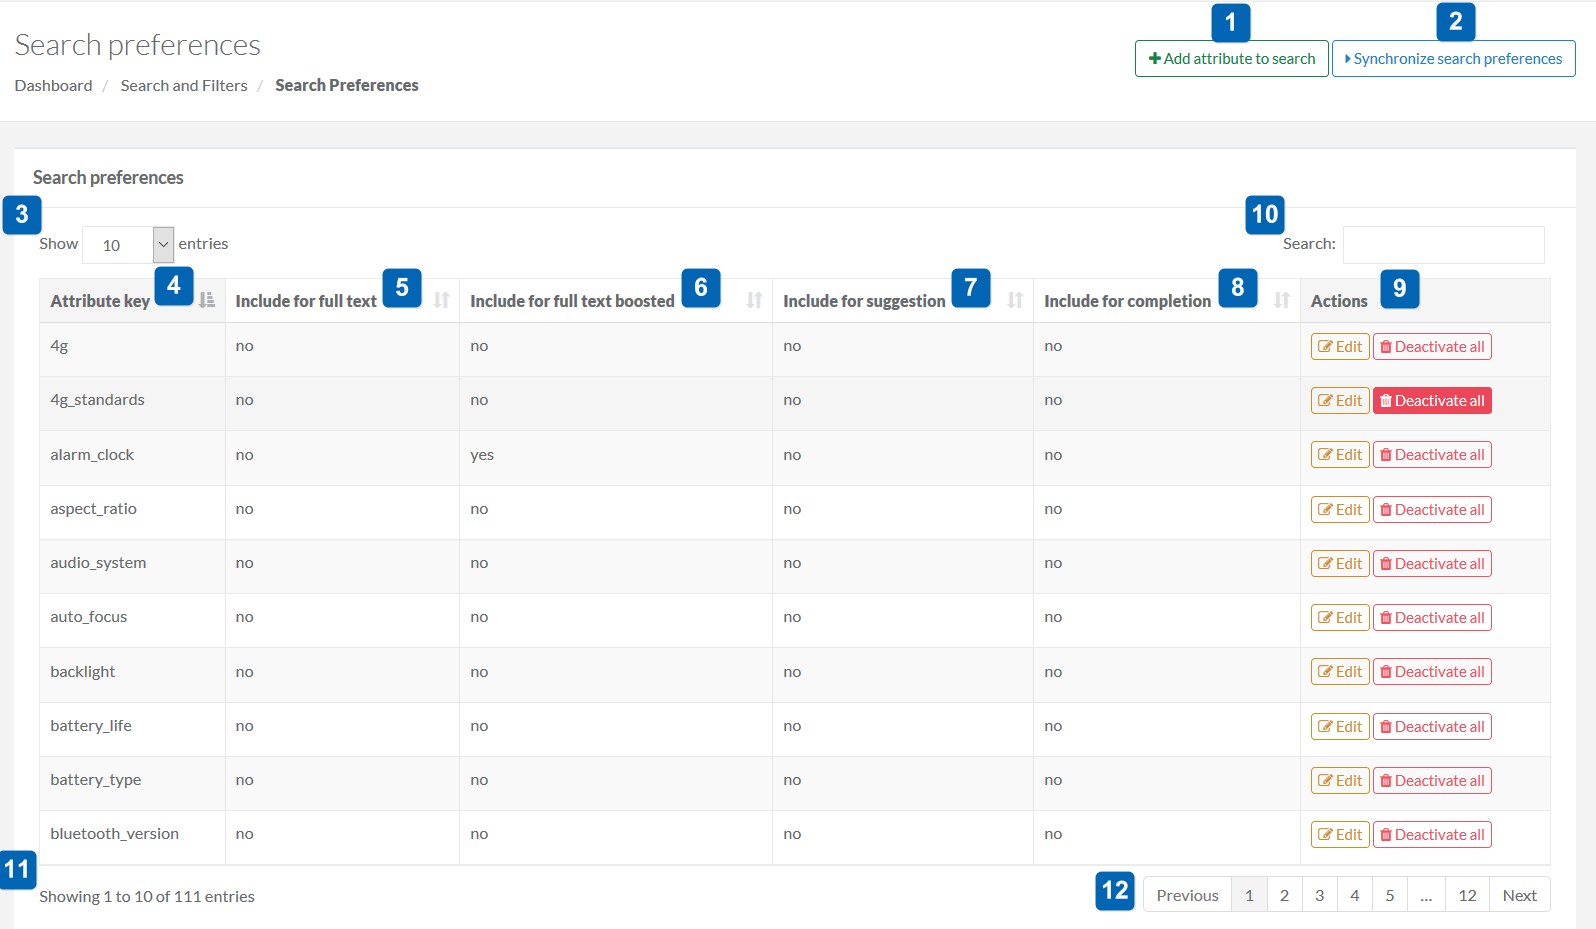 1
2
Search preferences
Add attribute to search
Synchronize search preferences
Dashboard / Search and Filters / Search Preferences
Search preferences
3
10
Show 10 entries
Search:
4
5
6
7
8
9
Attribute key Include for full text Include for full text boosted Include for suggestion Include for completion Actions
4g no no no no Edit Deactivate all
4g_standards no no no no Edit Deactivate all
alarm_clock no yes no no Edit Deactivate all
aspect_ratio no no no no Edit Deactivate all
audio_system no no no no Edit Deactivate all
auto_focus no no no no Edit Deactivate all
backlight no no no no Edit Deactivate all
battery_life no no no no Edit Deactivate all
battery_type no no no no Edit Deactivate all
bluetooth_version no no no no Edit Deactivate all
11
Showing 1 to 10 of 111 entries
12
Previous 1 2 3 4 5 ... 12 Next